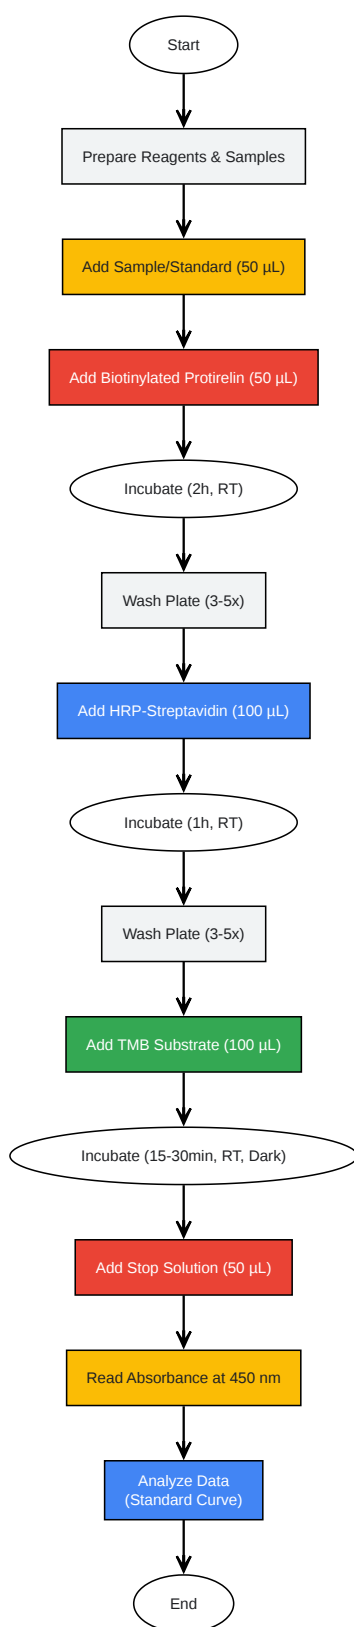 Start
Prepare Reagents & Samples
Add Sample/Standard (50 µL)
Add Biotinylated Protirelin (50 µL)
Incubate (2h, RT)
Wash Plate (3-5x)
Add HRP-Streptavidin (100 µL)
Incubate (1h, RT)
Wash Plate (3-5x)
Add TMB Substrate (100 µL)
Incubate (15-30min, RT, Dark)
Add Stop Solution (50 µL)
Read Absorbance at 450 nm
Analyze Data
(Standard Curve)
End